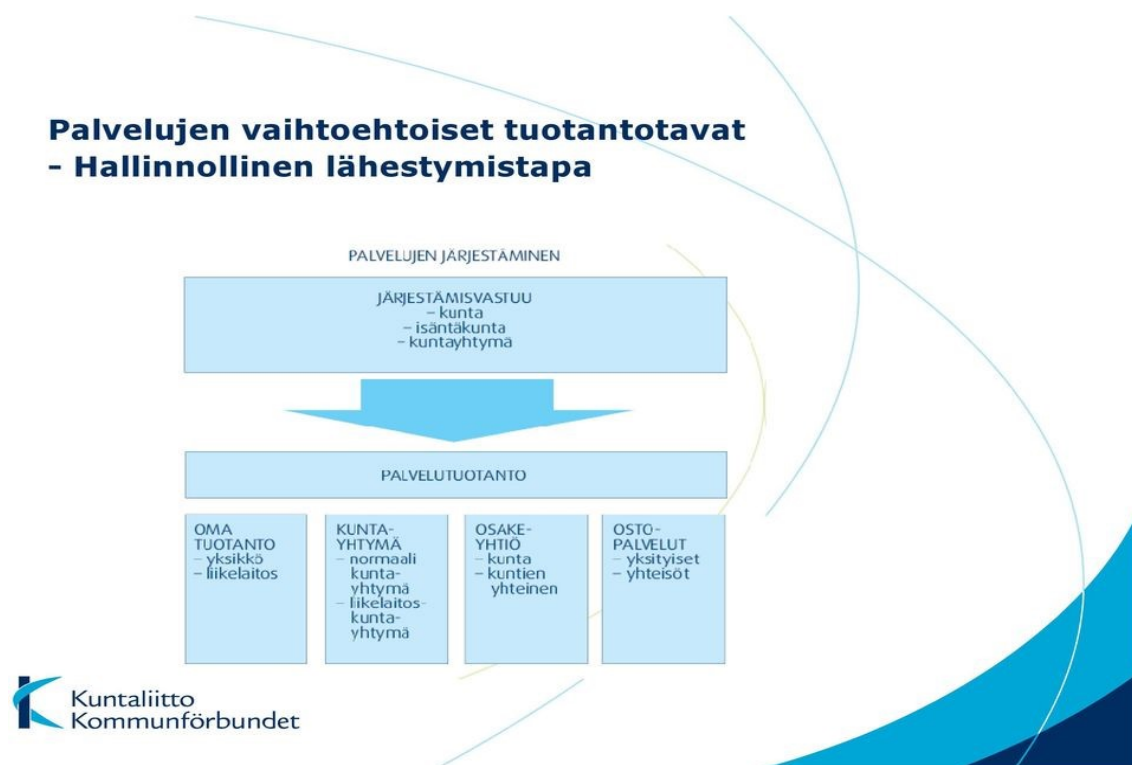 Palvelujen vaihtoehtoiset tuotantotavat
- Hallinnollinen lähestymistapa
PALVELUJEN JÄRJESTÄMINEN
JÄRJESTÄMISVASTUU
– kunta
– isäntäkunta
– kuntayhtymä
PALVELUTUOTANTO
OMA
TUOTANTO
– yksikkö
– liikelaitos
KUNTA-
YHTYMÄ
– normaali
kunta-
yhtymä
– liikelaitos-
kunta-
yhtymä
OSAKE-
YHTIÖ
– kunta
– kuntien
yhteinen
OSTO-
PALVELUT
– yksityiset
– yhteisöt
Kuntaliitto
Kommunförbundet